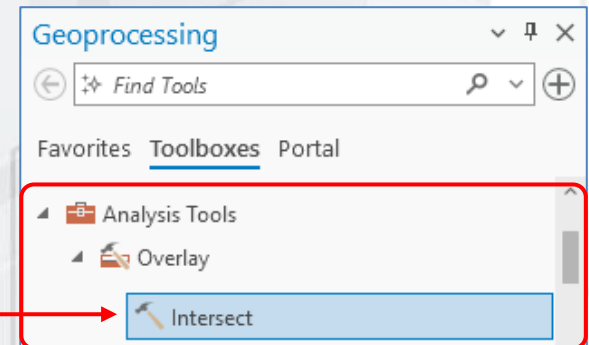 Geoprocessing
Find Tools
Favorites Toolboxes Portal
Analysis Tools
Overlay
Intersect